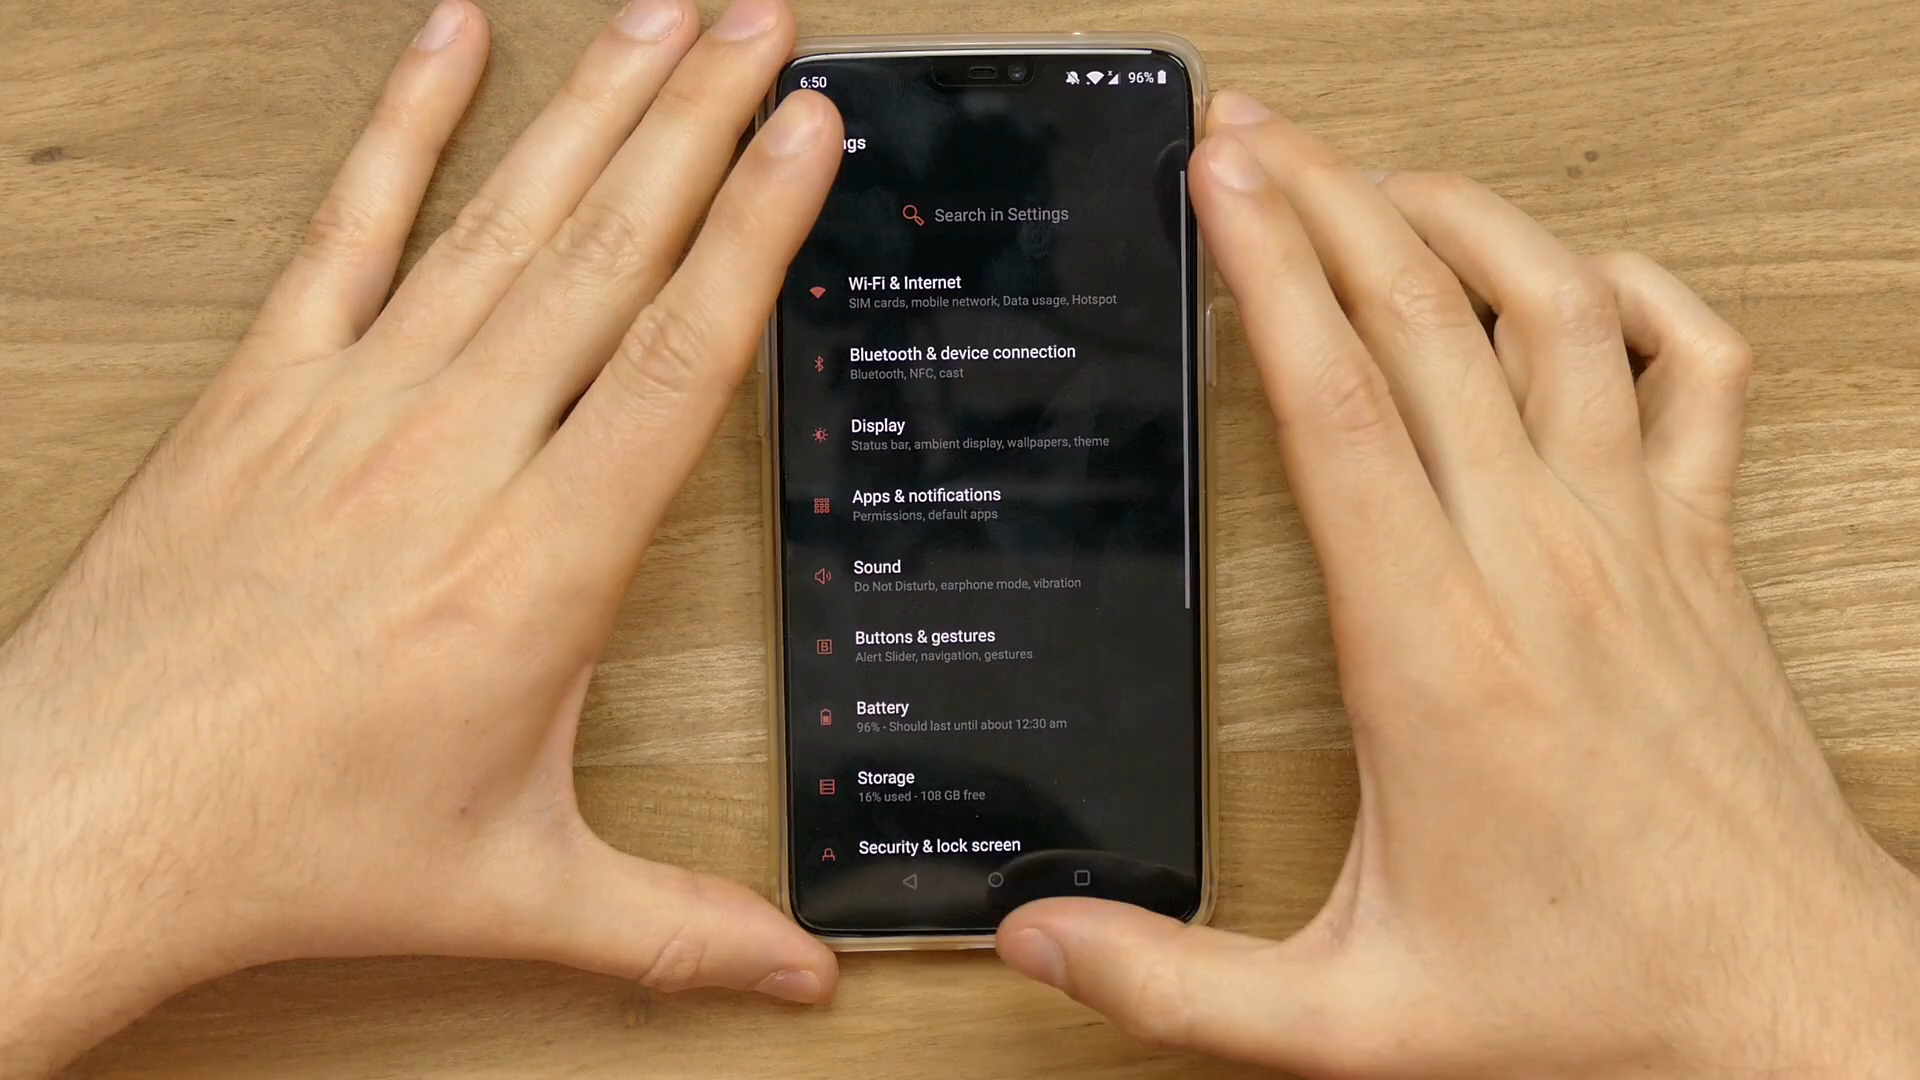 6:50
96%
ngs
Search in Settings
Wi-Fi & Internet
SIM cards, mobile network, Data usage, Hotspot
Bluetooth & device connection
Bluetooth, NFC, cast
Display
Status bar, ambient display, wallpapers, theme
Apps & notifications
Permissions, default apps
Sound
Do Not Disturb, earphone mode, vibration
Buttons & gestures
Alert Slider, navigation, gestures
Battery
96% - Should last until about 12:30 am
Storage
16% used - 108 GB free
Security & lock screen